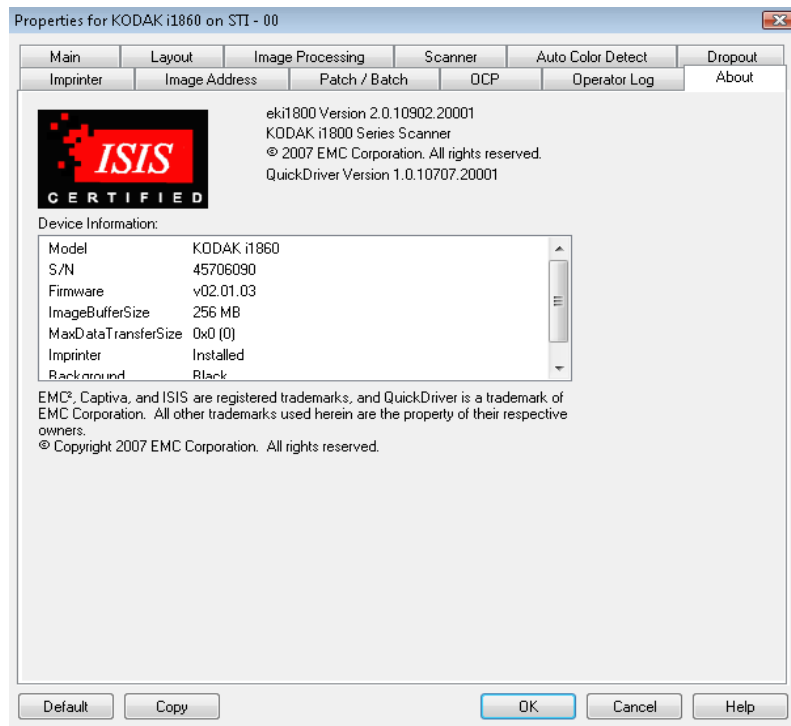 Properties for KODAK i1860 on STI - 00
Main Layout Image Processing Scanner Auto Color Detect Dropout
Imprinter Image Address Patch / Batch OCP Operator Log About
ISIS
CERTIFIED
eki1800 Version 2.0.10902.20001
KODAK i1800 Series Scanner
© 2007 EMC Corporation. All rights reserved.
QuickDriver Version 1.0.10707.20001
Device Information:
Model KODAK i1860
S/N 45706090
Firmware v02.01.03
ImageBufferSize 256 MB
MaxDataTransferSize 0x0 (0)
Imprinter Installed
Background Black
EMC², Captiva, and ISIS are registered trademarks, and QuickDriver is a trademark of
EMC Corporation. All other trademarks used herein are the property of their respective
owners.
© Copyright 2007 EMC Corporation. All rights reserved.
Default Copy OK Cancel Help